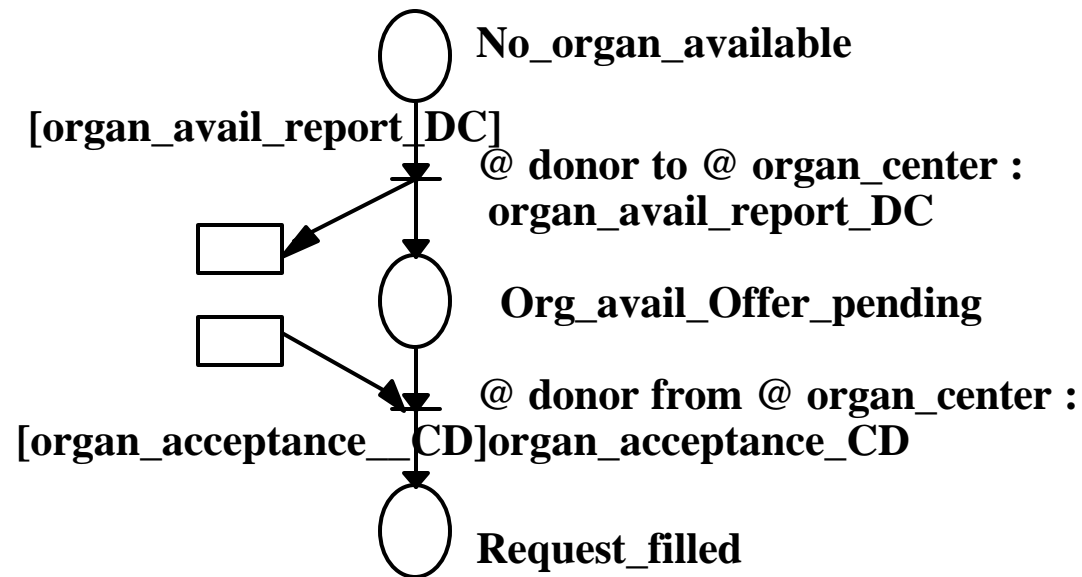 No_organ_available
[organ_avail_report_DC]
@ donor to @ organ_center :
organ_avail_report_DC
Org_avail_Offer_pending
@ donor from @ organ_center :
[organ_acceptance__CD]organ_acceptance_CD
Request_filled